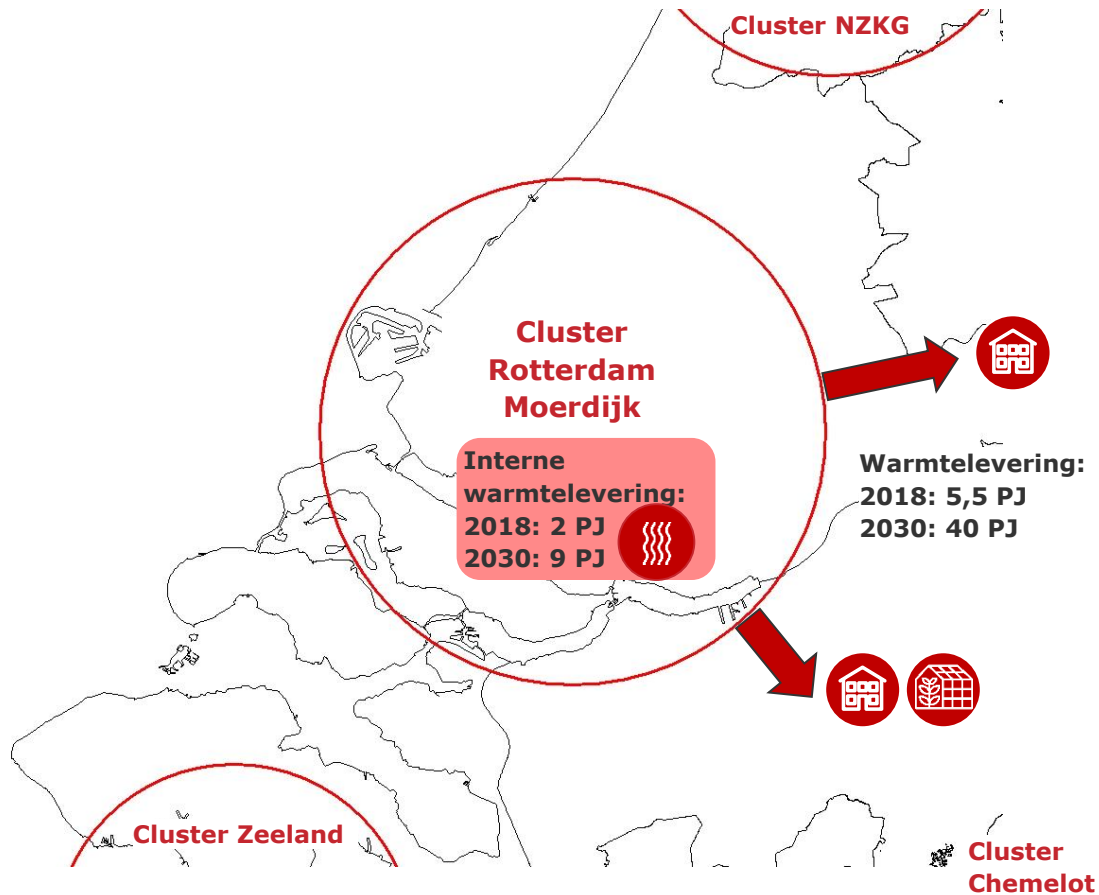 Cluster NZKG
Cluster
Rotterdam
Moerdijk
Interne
warmtelevering:
2018: 2 PJ
2030: 9 PJ
Warmtelevering:
2018: 5,5 PJ
2030: 40 PJ
Cluster Zeeland
Cluster
Chemelot